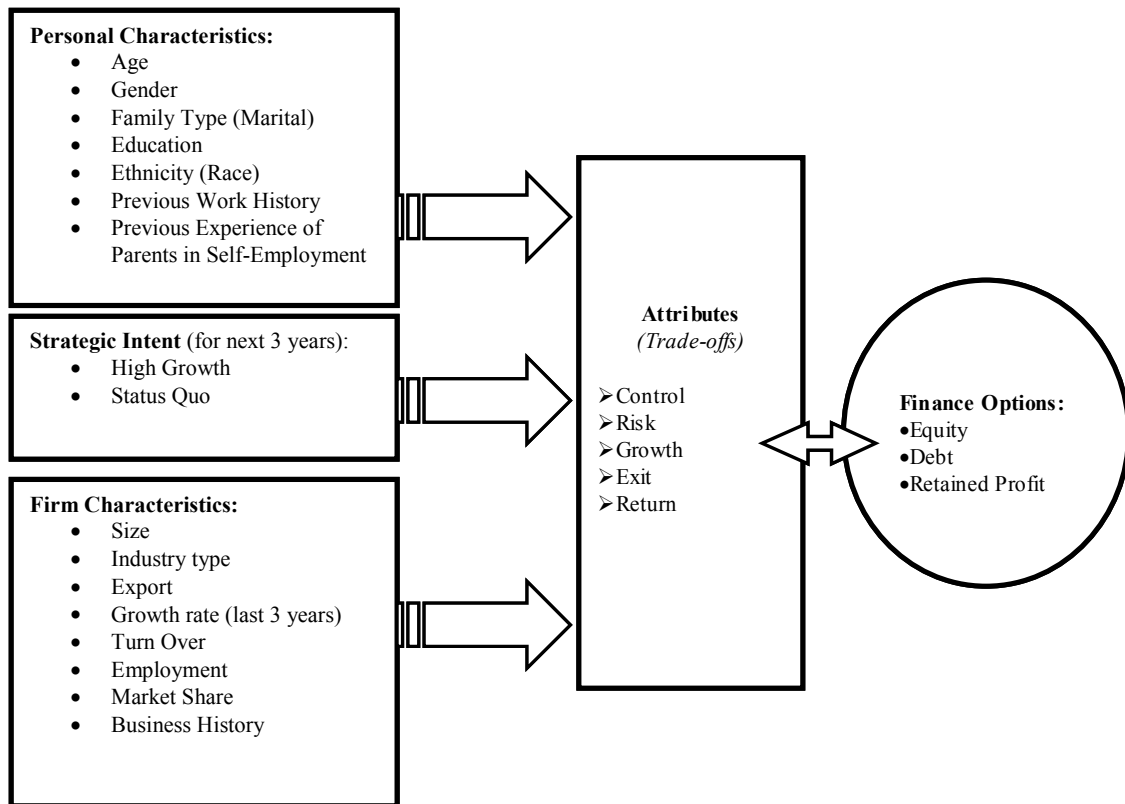 Personal Characteristics:
• Age
• Gender
• Family Type (Marital)
• Education
• Ethnicity (Race)
• Previous Work History
• Previous Experience of
Parents in Self-Employment
Strategic Intent (for next 3 years):
• High Growth
• Status Quo
Firm Characteristics:
• Size
• Industry type
• Export
• Growth rate (last 3 years)
• Turn Over
• Employment
• Market Share
• Business History
Attributes
(Trade-offs)
➢Control
➢Risk
➢Growth
➢Exit
➢Return
Finance Options:
•Equity
•Debt
•Retained Profit